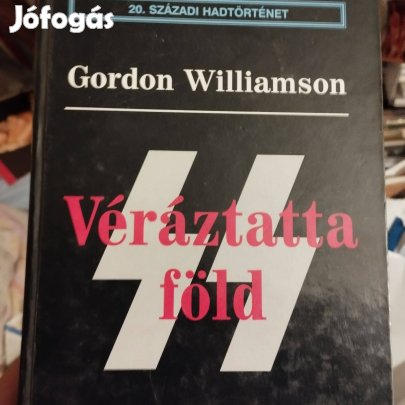 Jófogás
20. SZÁZADI HADTÖRTÉNET
Gordon Williamson
Véráztatta
föld